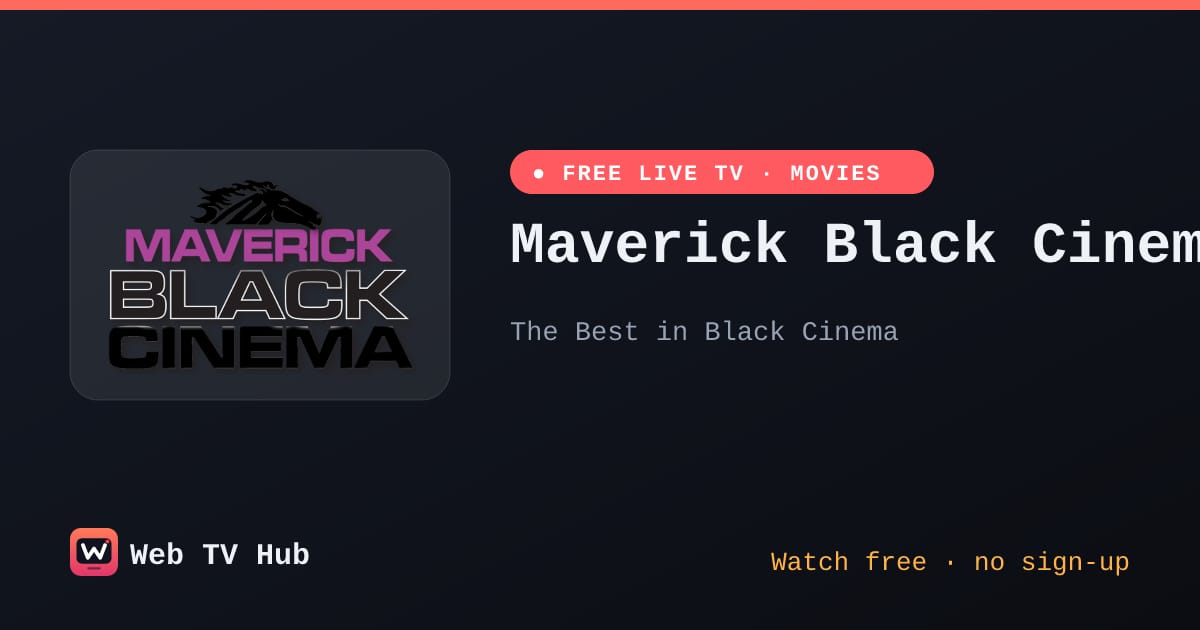 MAVERICK
BLACK
CINEMA
• FREE LIVE TV · MOVIES
Maverick Black Cinem
The Best in Black Cinema
W
Web TV Hub
Watch free · no sign-up